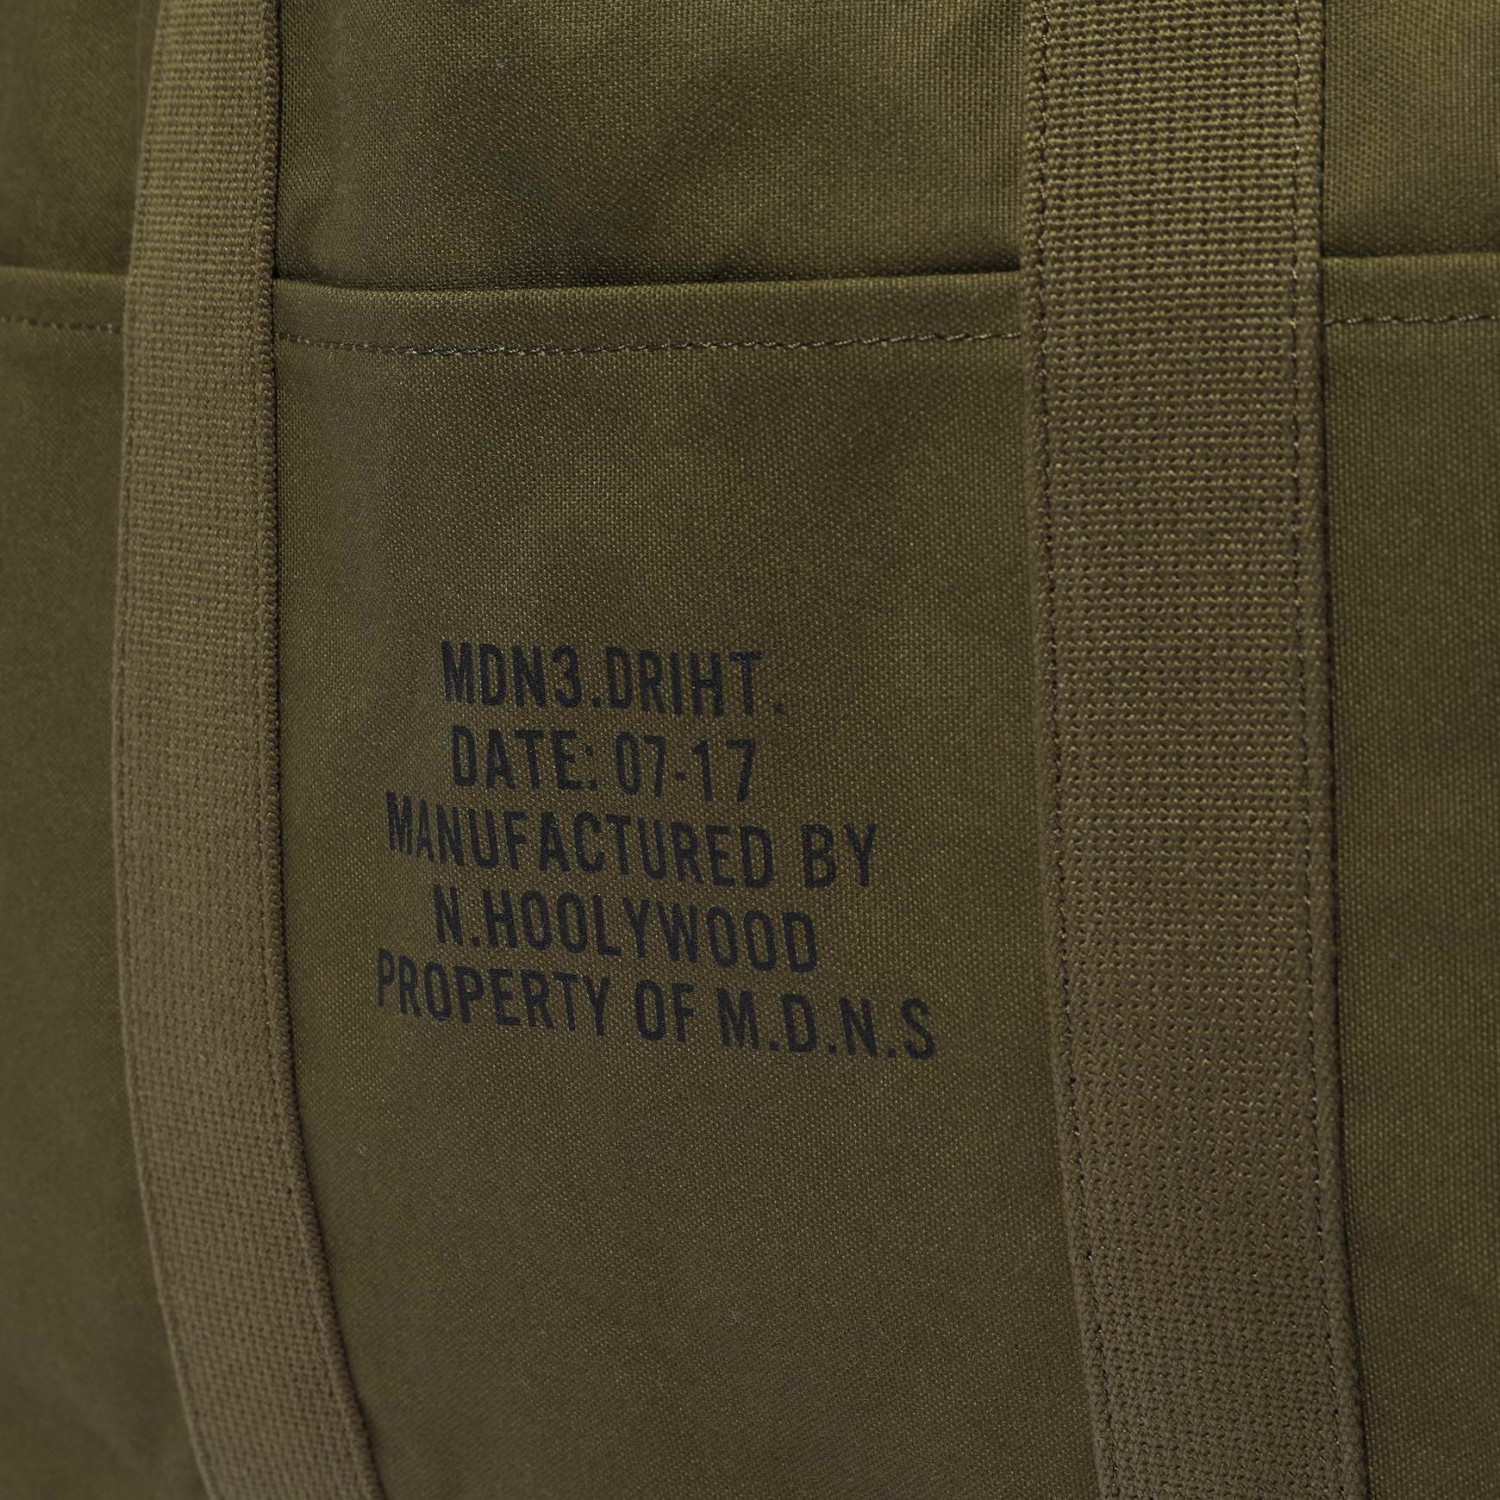 MDN3.DRIHT.
DATE: 07-17
MANUFACTURED BY
N.HOOLYWOOD
PROPERTY OF M.D.N.S